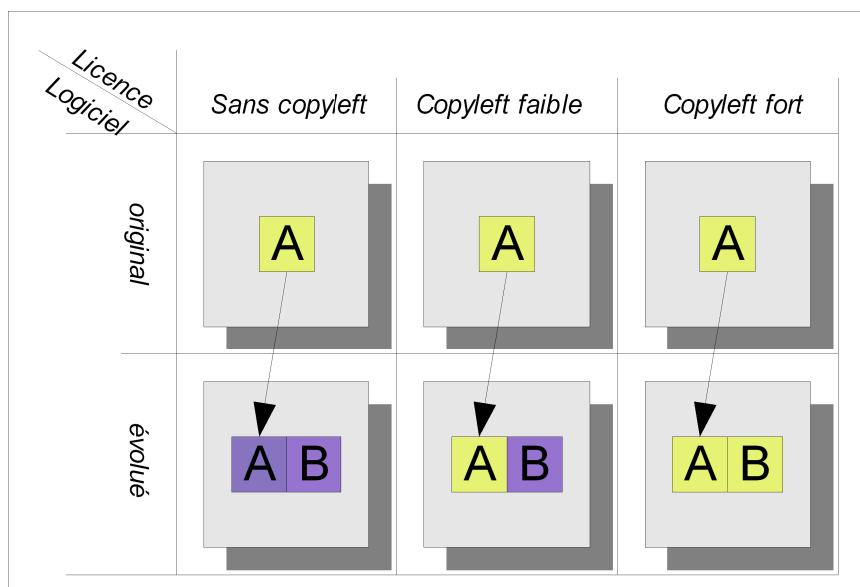 Licence
Logiciel
Sans copyleft
Copyleft faible
Copyleft fort
original
A
A
A
évolué
A B
A B
A B